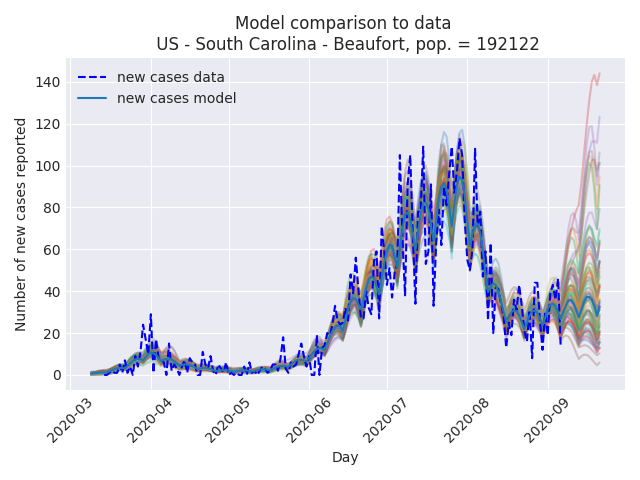 Model comparison to data
US - South Carolina - Beaufort, pop. = 192122
new cases data
new cases model
Number of new cases reported
140
120
100
80
60
40
20
0
2020-03
2020-04
2020-05
2020-06
2020-07
2020-08
2020-09
Day